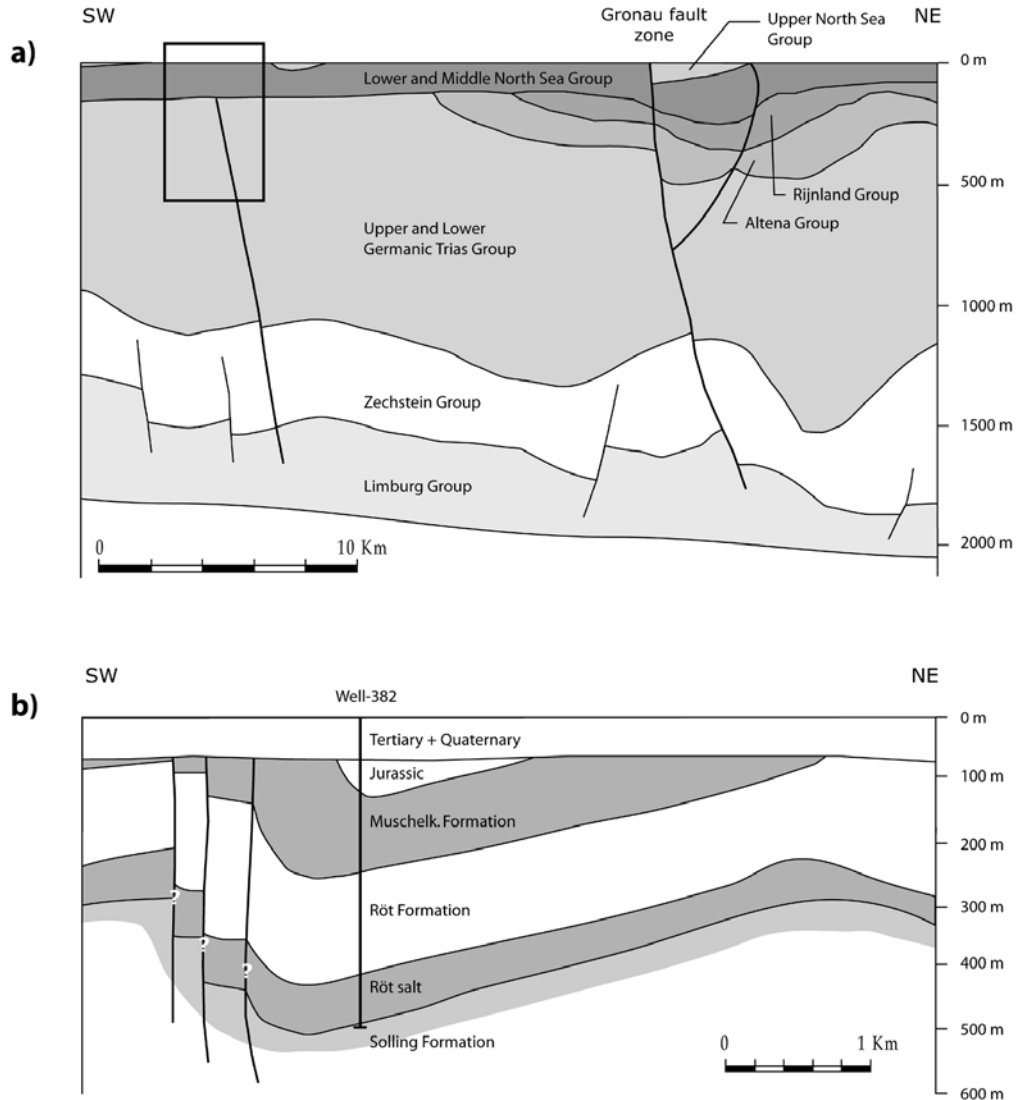 SW
Gronau fault
zone
Upper North Sea
Group
NE
a)
0 m
Lower and Middle North Sea Group
500 m
Rijnland Group
Altena Group
Upper and Lower
Germanic Trias Group
1000 m
Zechstein Group
1500 m
Limburg Group
2000 m
0
10 Km
SW
NE
b)
Well-382
0 m
Tertiary + Quaternary
Jurassic
100 m
Muschelk. Formation
200 m
?
Röt Formation
300 m
?
?
400 m
Röt salt
500 m
Solling Formation
0
1 Km
600 m